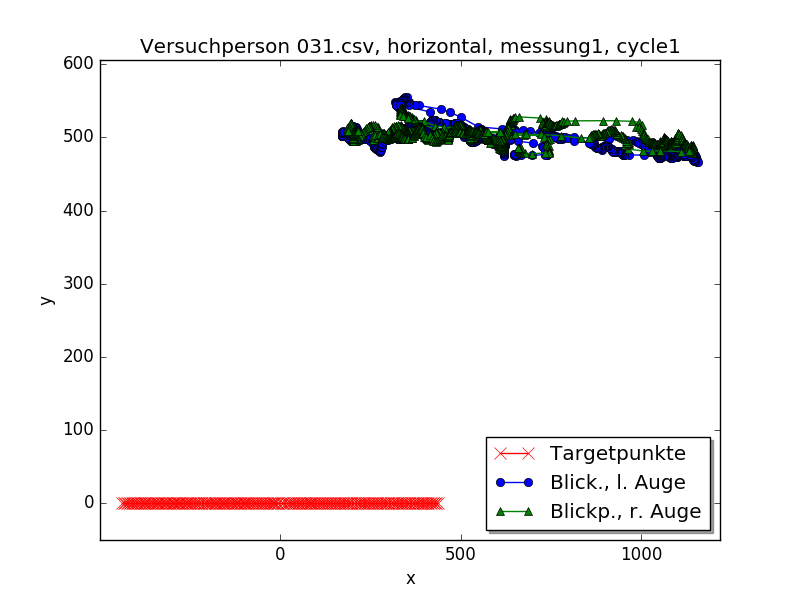 Versuchperson 031.csv, horizontal, messung1, cycle1
600
500
400
300
200
100
0
y
0 500 1000
x
Targetpunkte
Blick., l. Auge
Blickp., r. Auge